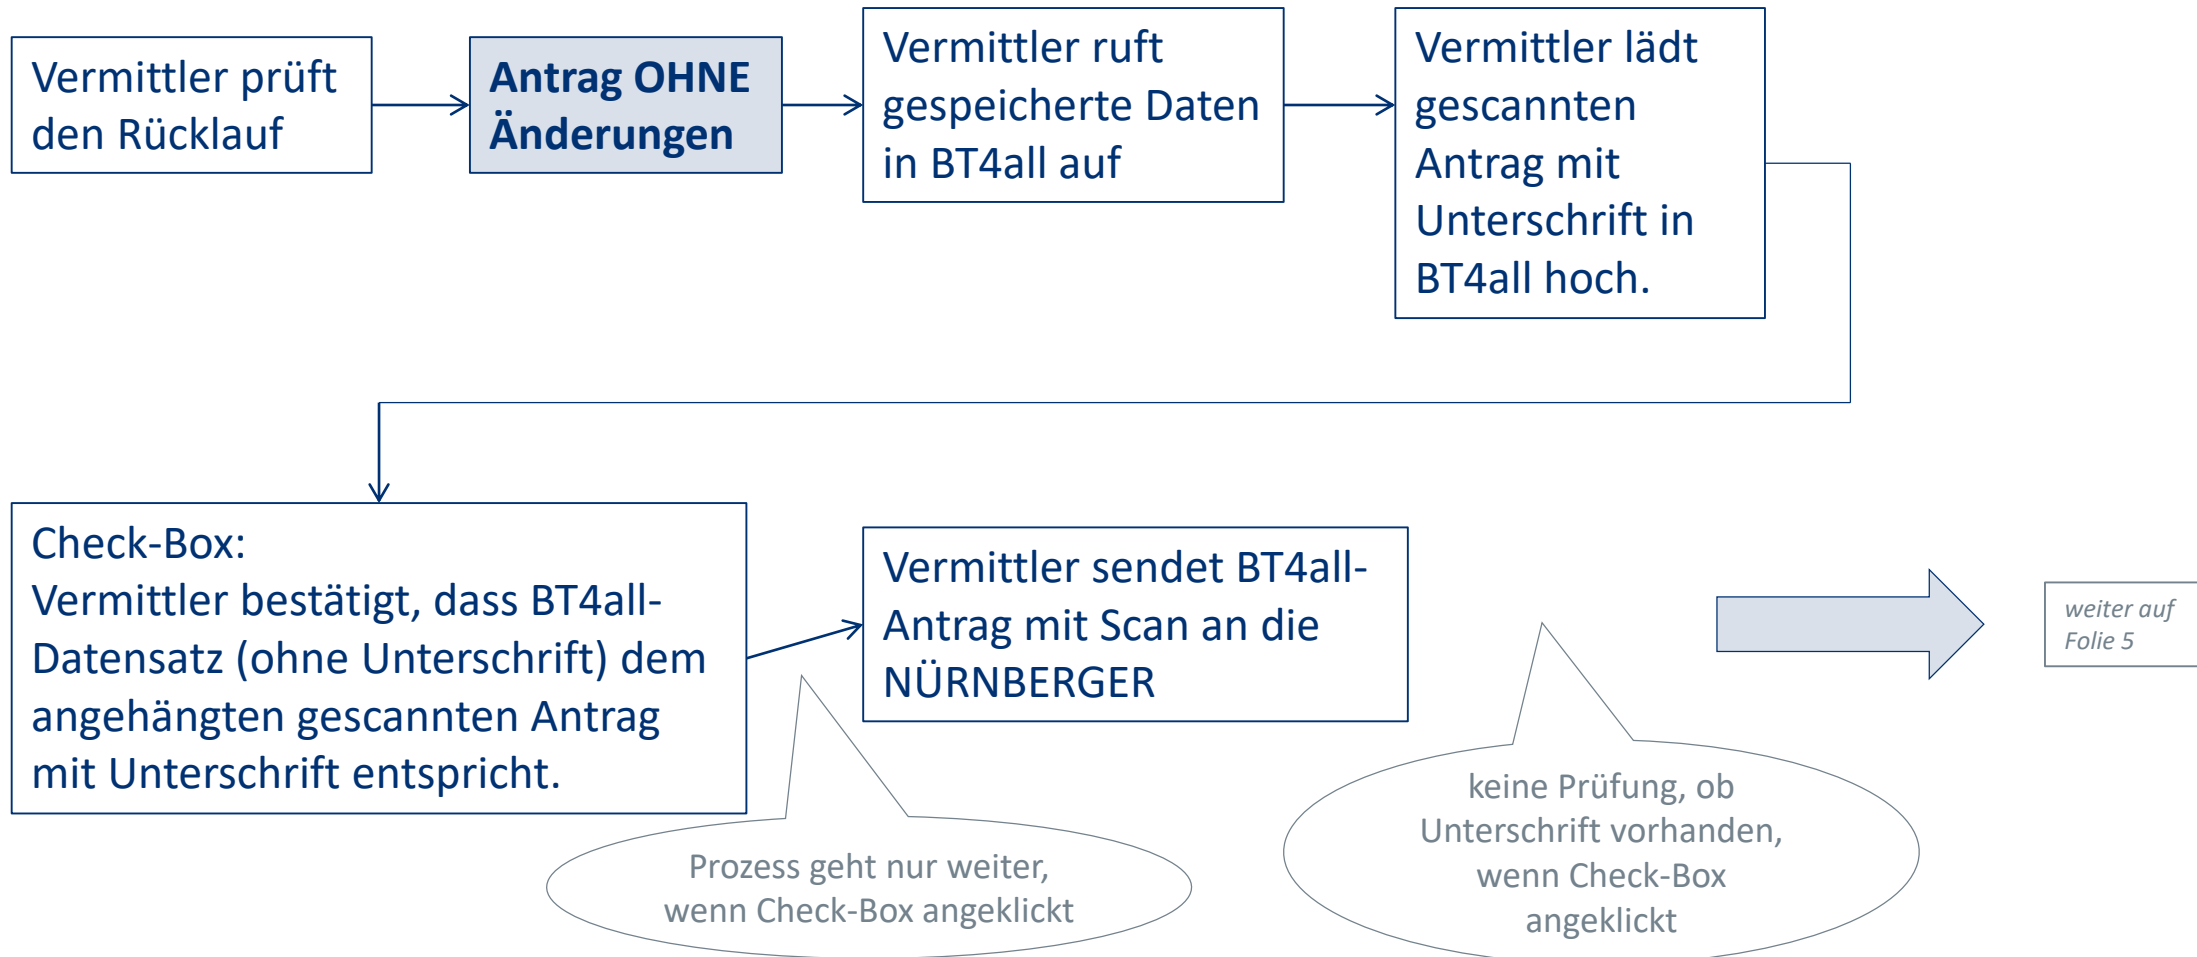 Vermittler prüft
den Rücklauf
Antrag OHNE
Änderungen
Vermittler ruft
gespeicherte Daten
in BT4all auf
Vermittler lädt
gescannten
Antrag mit
Unterschrift in
BT4all hoch.
Check-Box:
Vermittler bestätigt, dass BT4all-
Datensatz (ohne Unterschrift) dem
angehängten gescannten Antrag
mit Unterschrift entspricht.
Vermittler sendet BT4all-
Antrag mit Scan an die
NÜRNBERGER
weiter auf
Folie 5
Prozess geht nur weiter,
wenn Check-Box angeklickt
keine Prüfung, ob
Unterschrift vorhanden,
wenn Check-Box
angeklickt